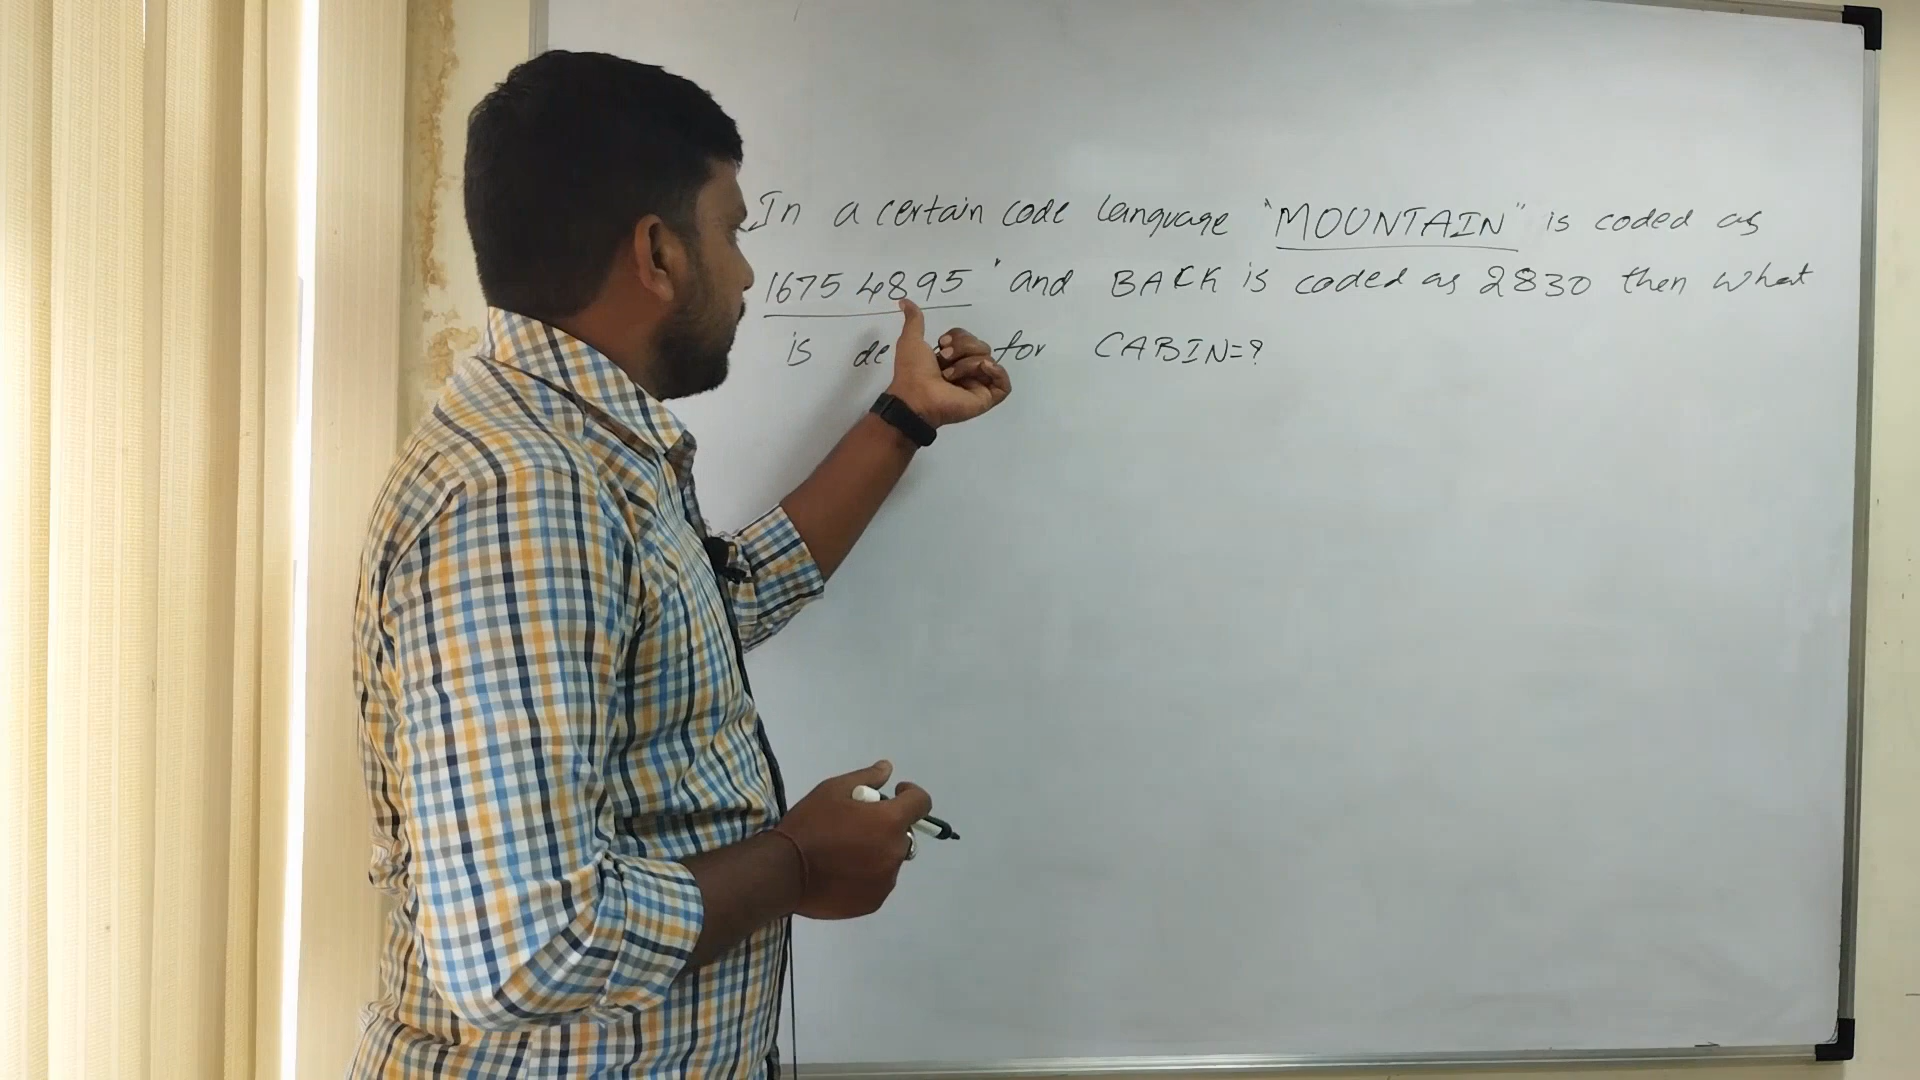 In a certain code language "MOUNTAIN" is coded as
16754895' and BACK is coded as 2830 then what
is for CABIN=?